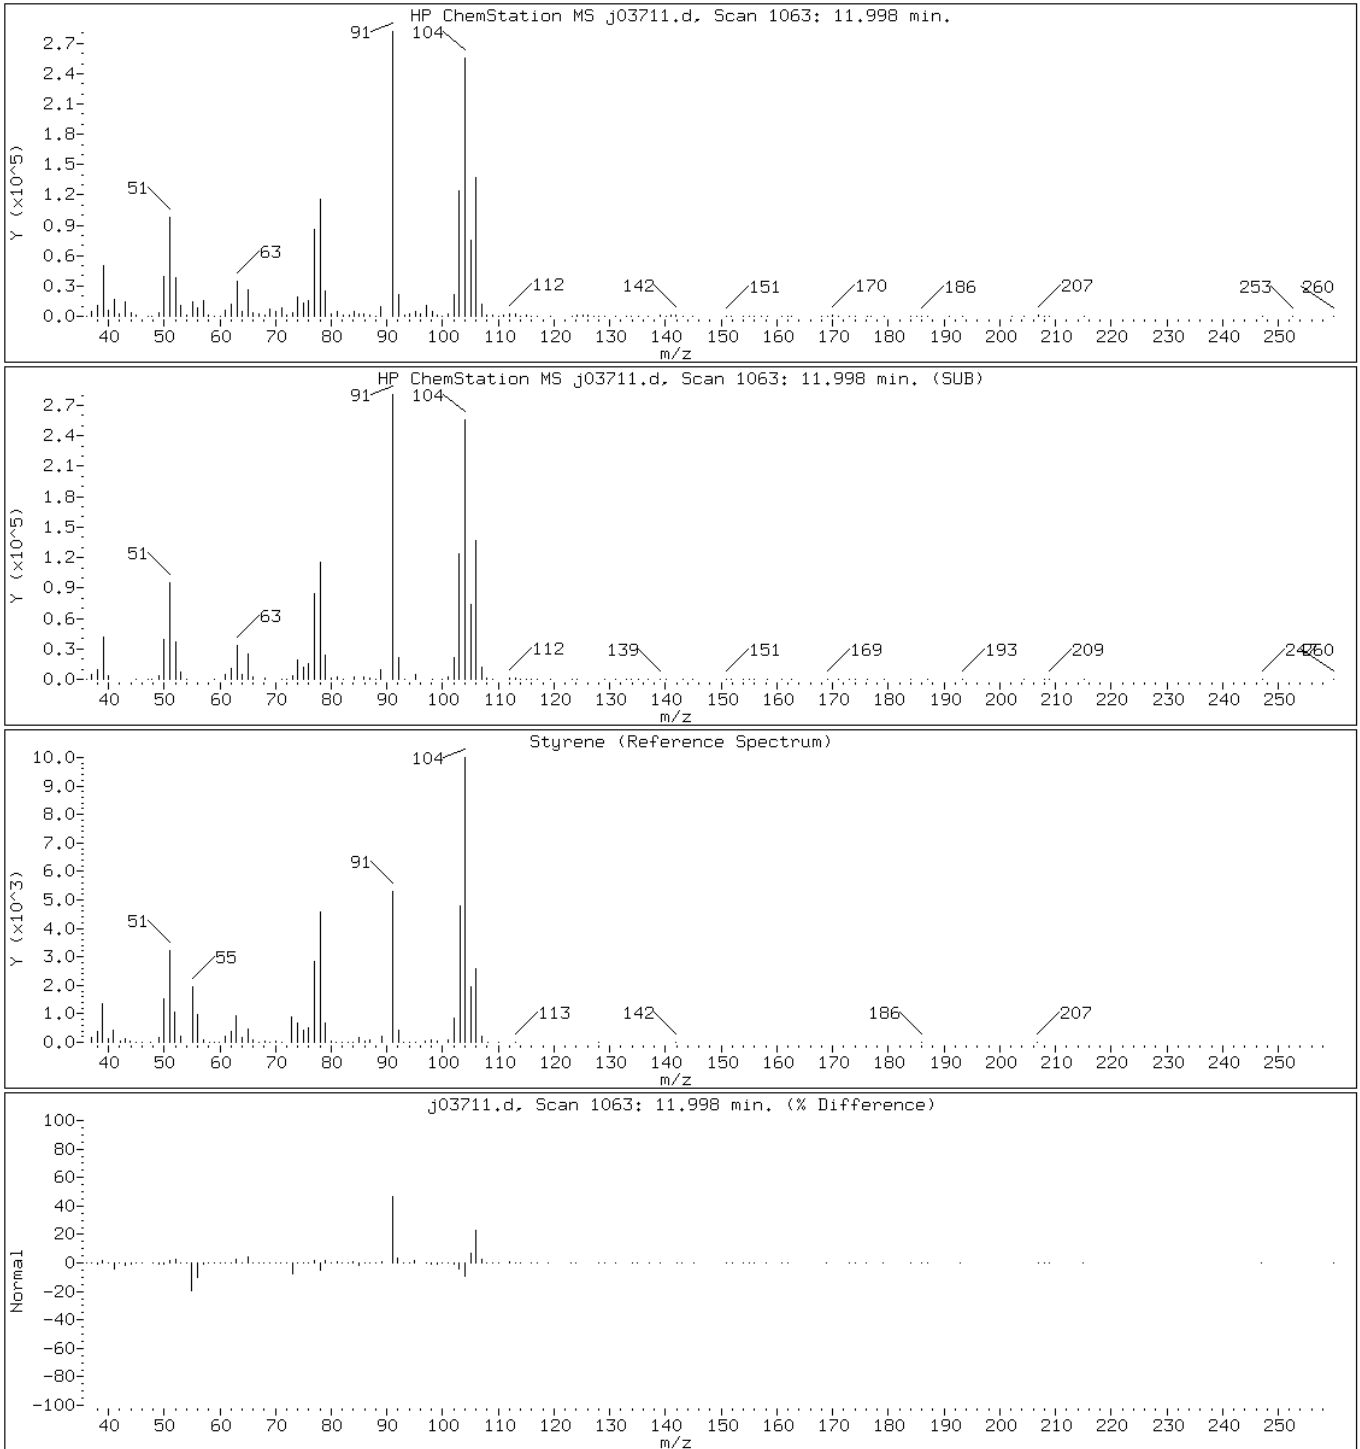 HP ChemStation MS j03711.d, Scan 1063: 11.998 min.
91 104
2.7
2.4
2.1
1.8
1.5
51
1.2
0.9
63
0.6
0.3
112 142 151 170 186 207 253 260
0.0
Y (x10^5)
40 50 60 70 80 90 100 110 120 130 140 150 160 170 180 190 200 210 220 230 240 250
m/z
HP ChemStation MS j03711.d, Scan 1063: 11.998 min. (SUB)
91 104
2.7
2.4
2.1
1.8
1.5
51
1.2
0.9
63
0.6
0.3
112 139 151 169 193 209 247 260
0.0
Y (x10^5)
40 50 60 70 80 90 100 110 120 130 140 150 160 170 180 190 200 210 220 230 240 250
m/z
Styrene (Reference Spectrum)
104
10.0
9.0
8.0
7.0
91
6.0
5.0
51
4.0
55
3.0
2.0
1.0
113 142 186 207
0.0
Y (x10^3)
40 50 60 70 80 90 100 110 120 130 140 150 160 170 180 190 200 210 220 230 240 250
m/z
j03711.d, Scan 1063: 11.998 min. (% Difference)
100
80
60
40
20
0
-20
-40
-60
-80
-100
Normal
40 50 60 70 80 90 100 110 120 130 140 150 160 170 180 190 200 210 220 230 240 250
m/z